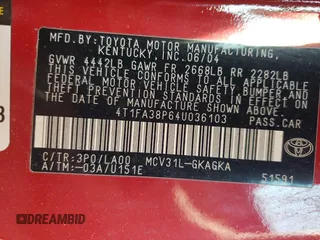 MFD.BY:TOYOTA MOTOR MANUFACTURING,
KENTUCKY, INC.06/04
GVWR 4442LB GAWR FR 2668LB RR 2282LB
THIS VEHICLE CONFORMS TO ALL APPLICABLE
FEDERAL MOTOR VEHICLE SAFETY, BUMPER,
AND THEFT PREVENTION STANDARDS IN EFFECT
ON THE DATE OF MANUFACTURE SHOWN ABOVE.
4T1FA38P64U036103
PASS.CAR
C/TR:3P0/LA00 MCV31L-GKAGKA
A/TM:-03A/U151E
51591
DREAMBID